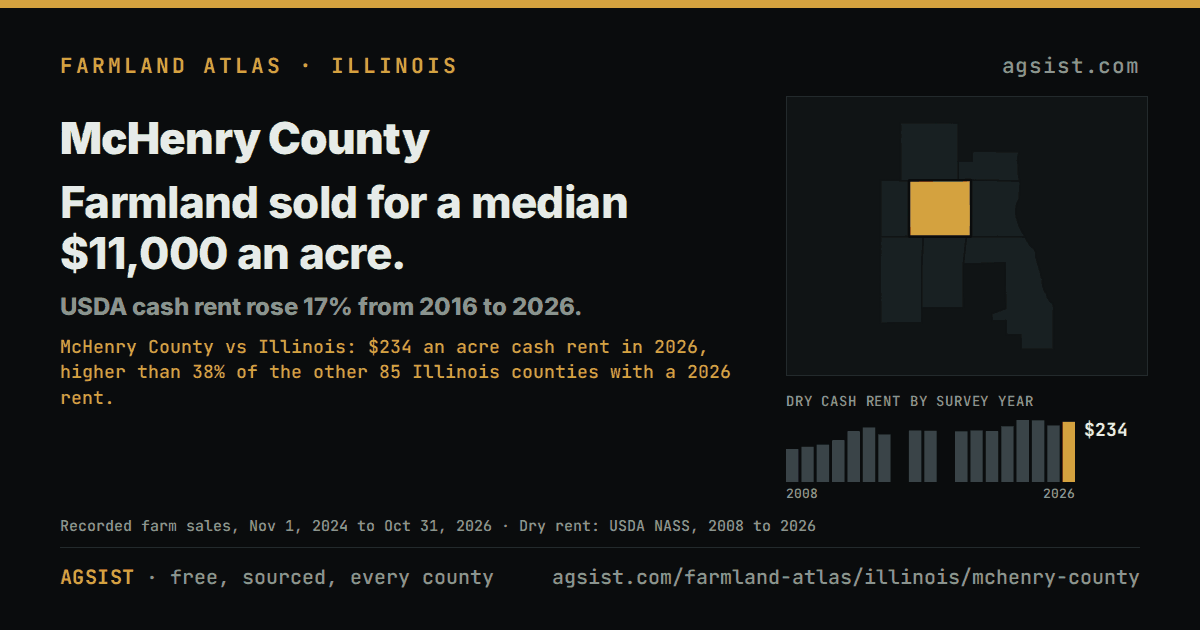 FARMLAND ATLAS · ILLINOIS
agsist.com
McHenry County
Farmland sold for a median
$11,000 an acre.
USDA cash rent rose 17% from 2016 to 2026.
McHenry County vs Illinois: $234 an acre cash rent in 2026,
higher than 38% of the other 85 Illinois counties with a 2026
rent.
DRY CASH RENT BY SURVEY YEAR
$234
2008
2026
Recorded farm sales, Nov 1, 2024 to Oct 31, 2026 · Dry rent: USDA NASS, 2008 to 2026
AGSIST · free, sourced, every county
agsist.com/farmland-atlas/illinois/mchenry-county